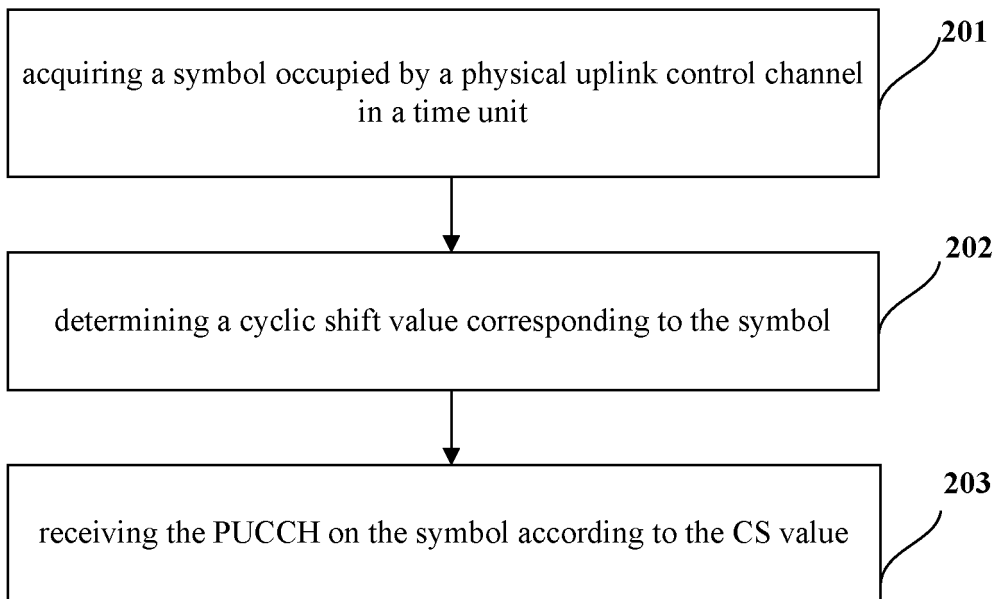 201
acquiring a symbol occupied by a physical uplink control channel
in a time unit
202
determining a cyclic shift value corresponding to the symbol
203
receiving the PUCCH on the symbol according to the CS value